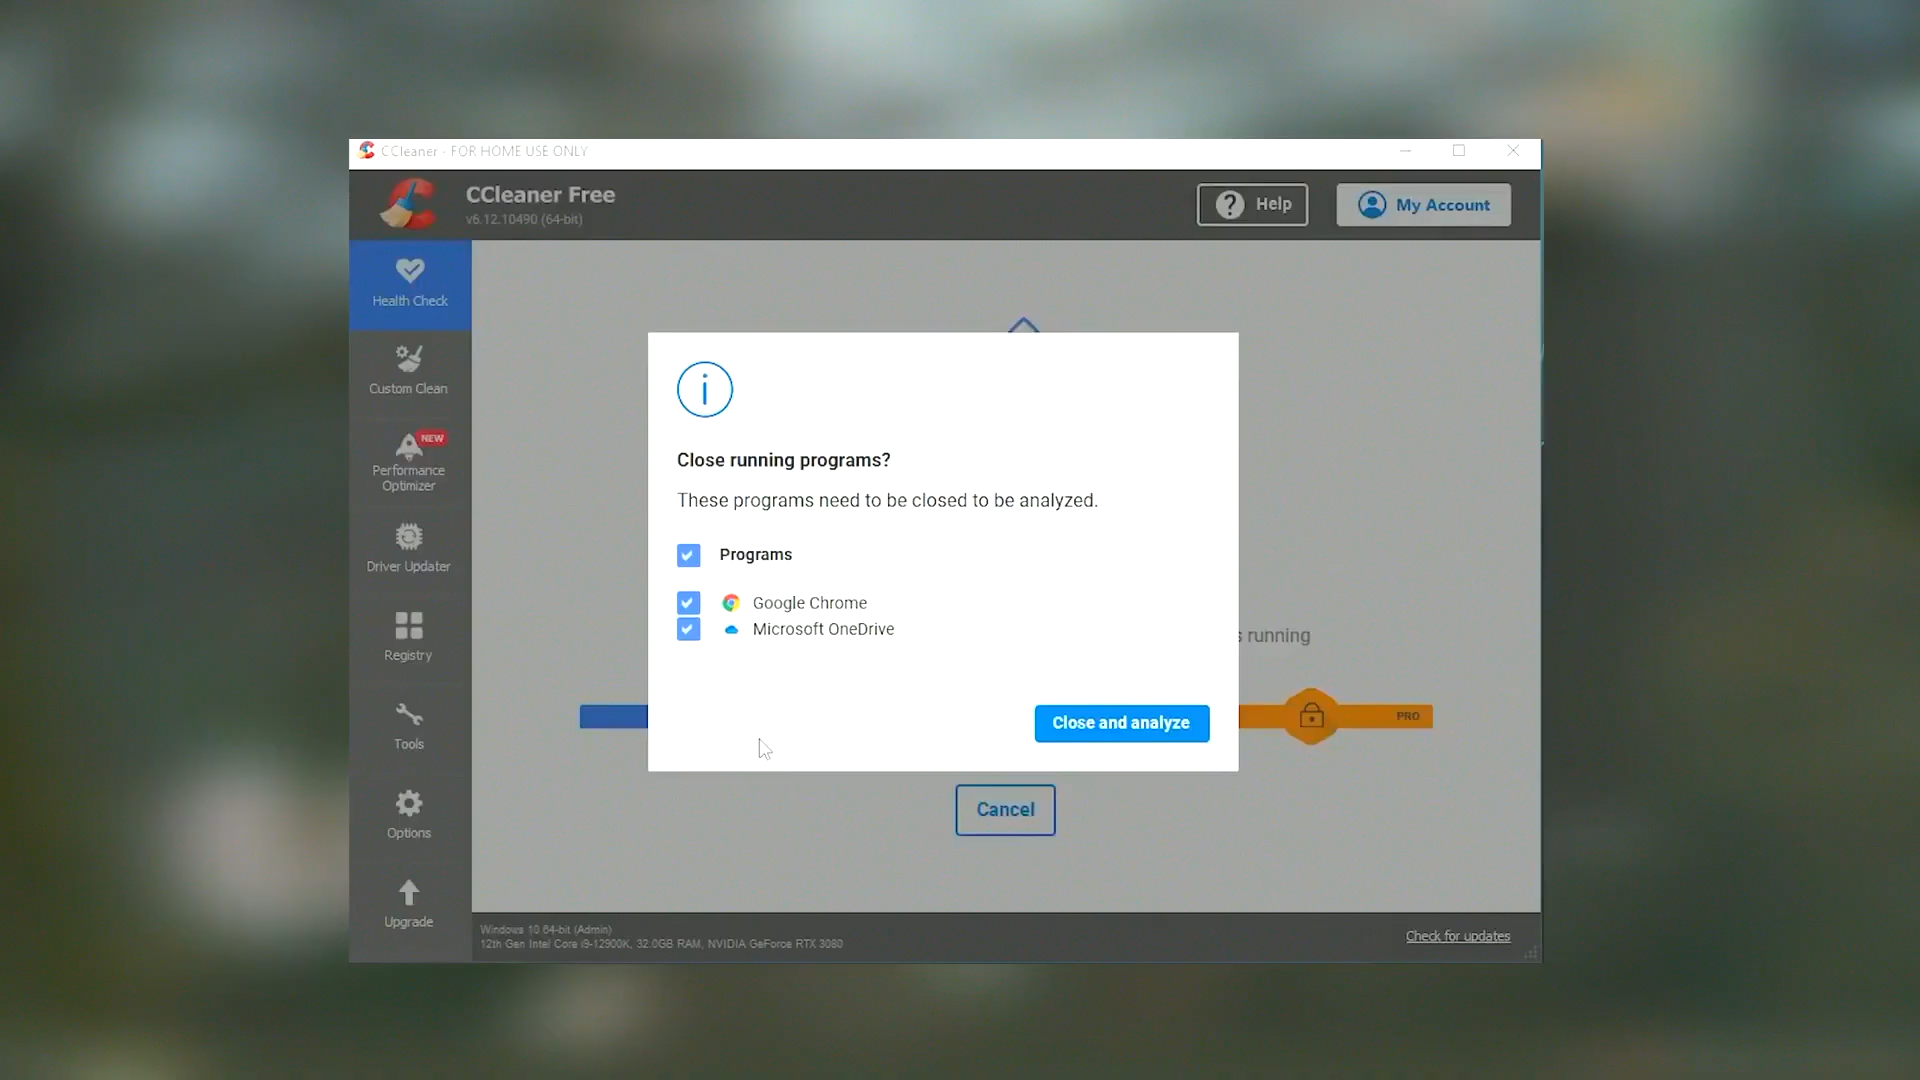 CCleaner - FOR HOME USE ONLY
CCleaner Free
v6.12.10490 (64-bit)
Help
My Account
Health Check
Custom Clean
NEW
Performance
Optimizer
Driver Updater
Registry
Tools
Options
Upgrade
Close running programs?
These programs need to be closed to be analyzed.
Programs
Google Chrome
Microsoft OneDrive
Close and analyze
s running
PRO
Cancel
Windows 10 64-bit (Admin)
12th Gen Intel Core i9-12900K, 32.0GB RAM, NVIDIA GeForce RTX 3080
Check for updates